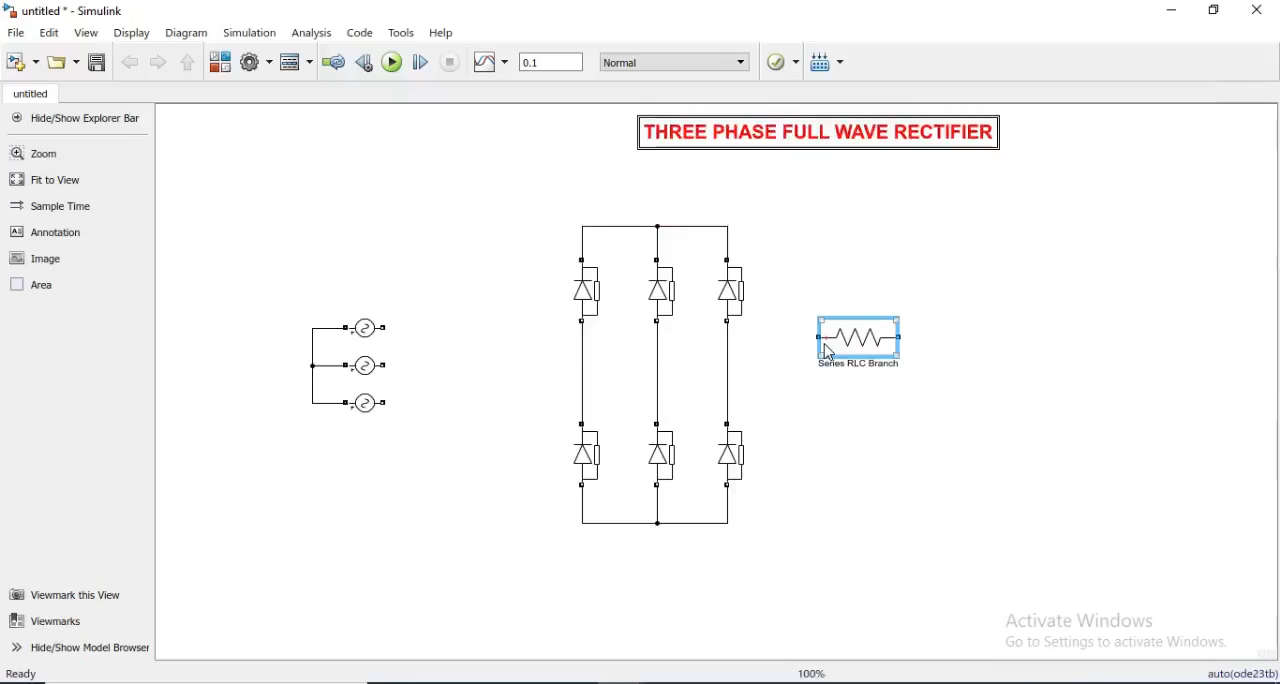 untitled * - Simulink
File Edit View Display Diagram Simulation Analysis Code Tools Help
0.1 Normal
untitled
Hide/Show Explorer Bar
THREE PHASE FULL WAVE RECTIFIER
Zoom
Fit to View
Sample Time
Annotation
Image
Area
Series RLC Branch
Viewmark this View
Viewmarks
Hide/Show Model Browser
Activate Windows
Go to Settings to activate Windows.
Ready 100% auto(ode23tb)